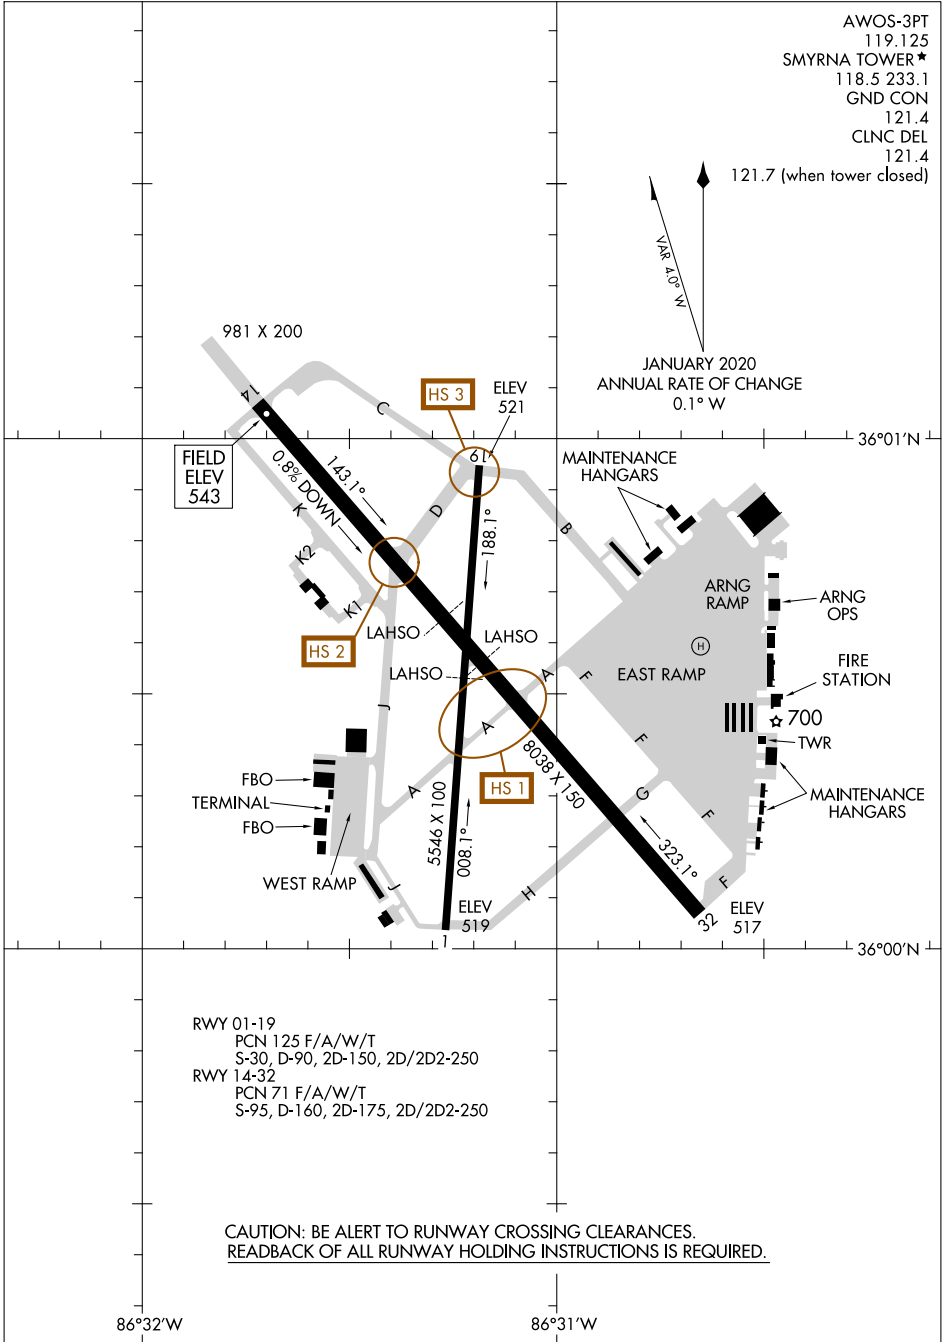 AWOS-3PT
119.125
SMYRNA TOWER★
118.5 233.1
GND CON
121.4
CLNC DEL
121.4
121.7 (when tower closed)
VAR 4.0° W
JANUARY 2020
ANNUAL RATE OF CHANGE
0.1° W
981 X 200
14
C
HS 3
ELEV
521
19
36°01'N
FIELD
ELEV
543
143.1°
0.8% DOWN
K
D
188.1°
B
MAINTENANCE
HANGARS
K2
K1
HS 2
LAHSO
LAHSO
LAHSO
ARNG
RAMP
ARNG
OPS
H
EAST RAMP
FIRE
STATION
700
TWR
MAINTENANCE
HANGARS
A
F
J
A
F
HS 1
8038 X 150
FBO
TERMINAL
FBO
A
G
F
5546 X 100
008.1°
323.1°
WEST RAMP
J
H
F
ELEV
519
1
ELEV
517
32
36°00'N
RWY 01-19
PCN 125 F/A/W/T
S-30, D-90, 2D-150, 2D/2D2-250
RWY 14-32
PCN 71 F/A/W/T
S-95, D-160, 2D-175, 2D/2D2-250
CAUTION: BE ALERT TO RUNWAY CROSSING CLEARANCES.
READBACK OF ALL RUNWAY HOLDING INSTRUCTIONS IS REQUIRED.
86°32'W
86°31'W